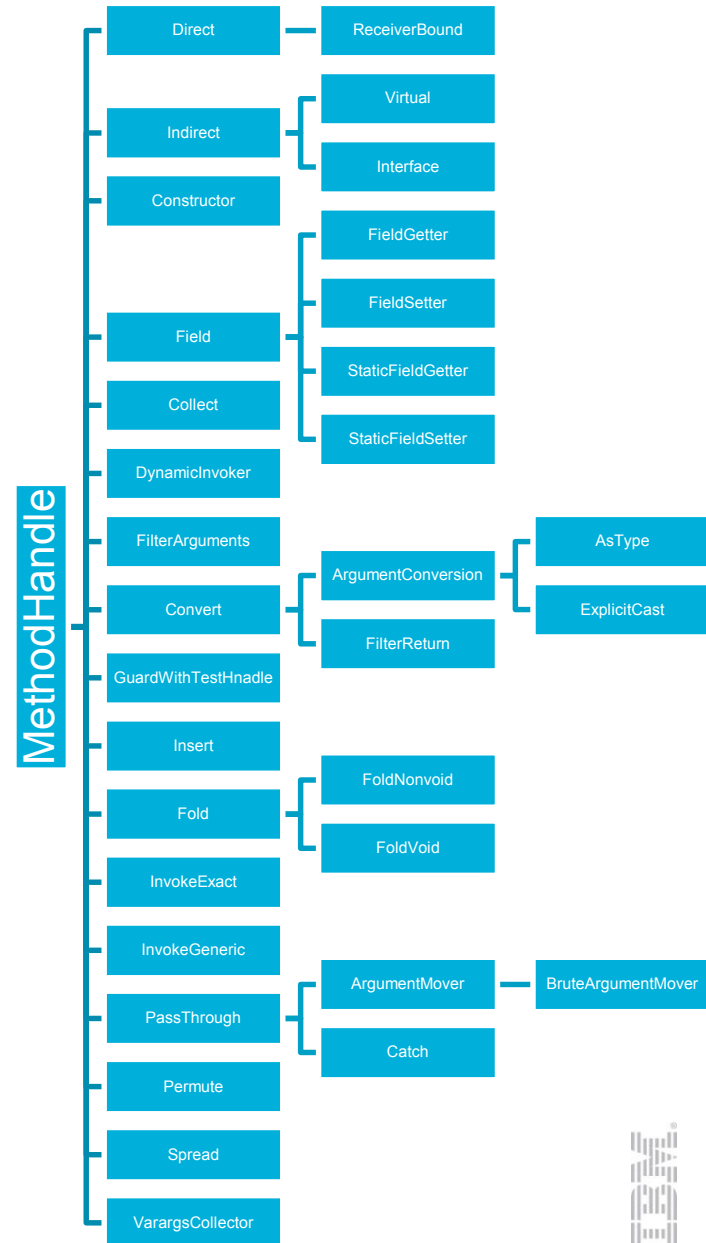 MethodHandle
Direct
ReceiverBound
Indirect
Virtual
Interface
Constructor
Field
FieldGetter
FieldSetter
StaticFieldGetter
StaticFieldSetter
Collect
DynamicInvoker
FilterArguments
Convert
ArgumentConversion
AsType
ExplicitCast
FilterReturn
GuardWithTestHnadle
Insert
Fold
FoldNonvoid
FoldVoid
InvokeExact
InvokeGeneric
PassThrough
ArgumentMover
BruteArgumentMover
Catch
Permute
Spread
VarargsCollector
IBM®